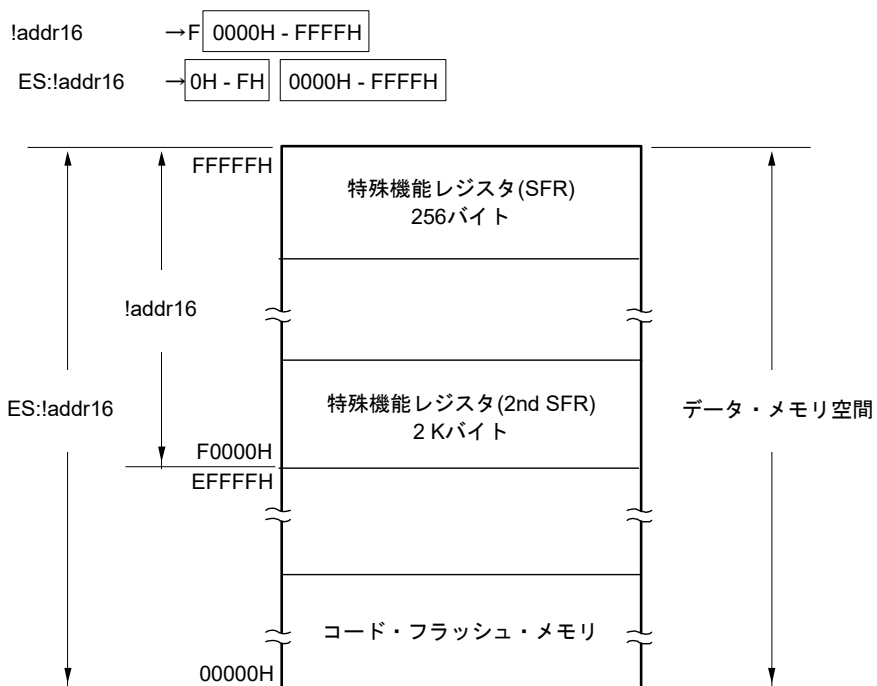 !addr16 →F 0000H - FFFFH
ES:!addr16 →0H - FH 0000H - FFFFH
FFFFFH
特殊機能レジスタ(SFR)
256バイト
!addr16
ES:!addr16
特殊機能レジスタ(2nd SFR)
2 Kバイト
データ・メモリ空間
F0000H
EFFFFH
コード・フラッシュ・メモリ
00000H